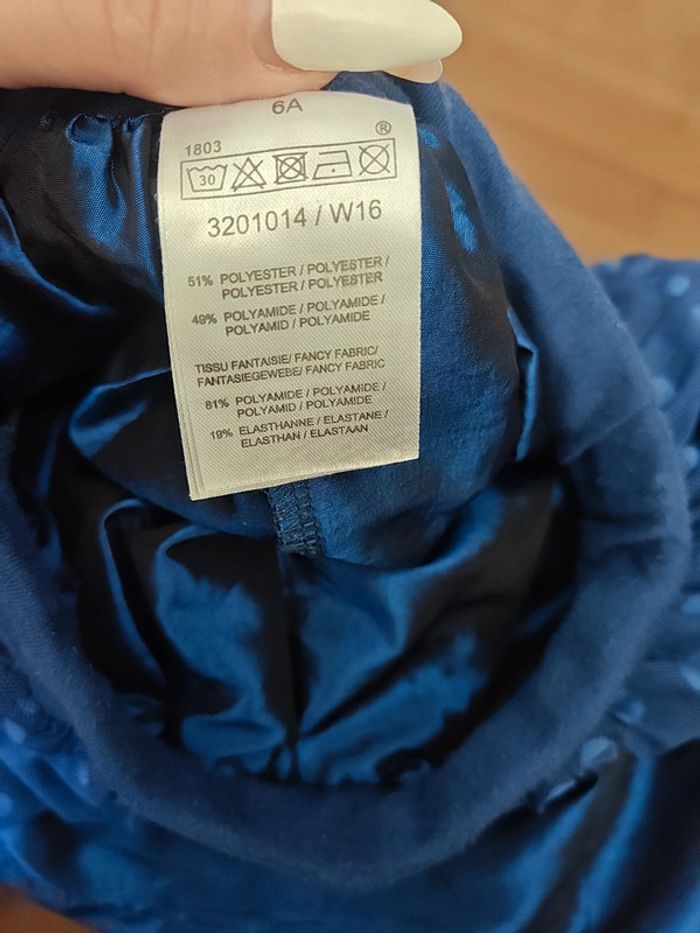 6A
1803 ®
30
3201014 / W16
51% POLYESTER / POLYESTER /
POLYESTER / POLYESTER
49% POLYAMIDE / POLYAMIDE /
POLYAMID / POLYAMIDE
TISSU FANTAISIE/ FANCY FABRIC/
FANTASIEGEWEBE/ FANCY FABRIC
81% POLYAMIDE / POLYAMIDE /
POLYAMID / POLYAMIDE
19% ELASTHANNE / ELASTANE /
ELASTHAN / ELASTAAN